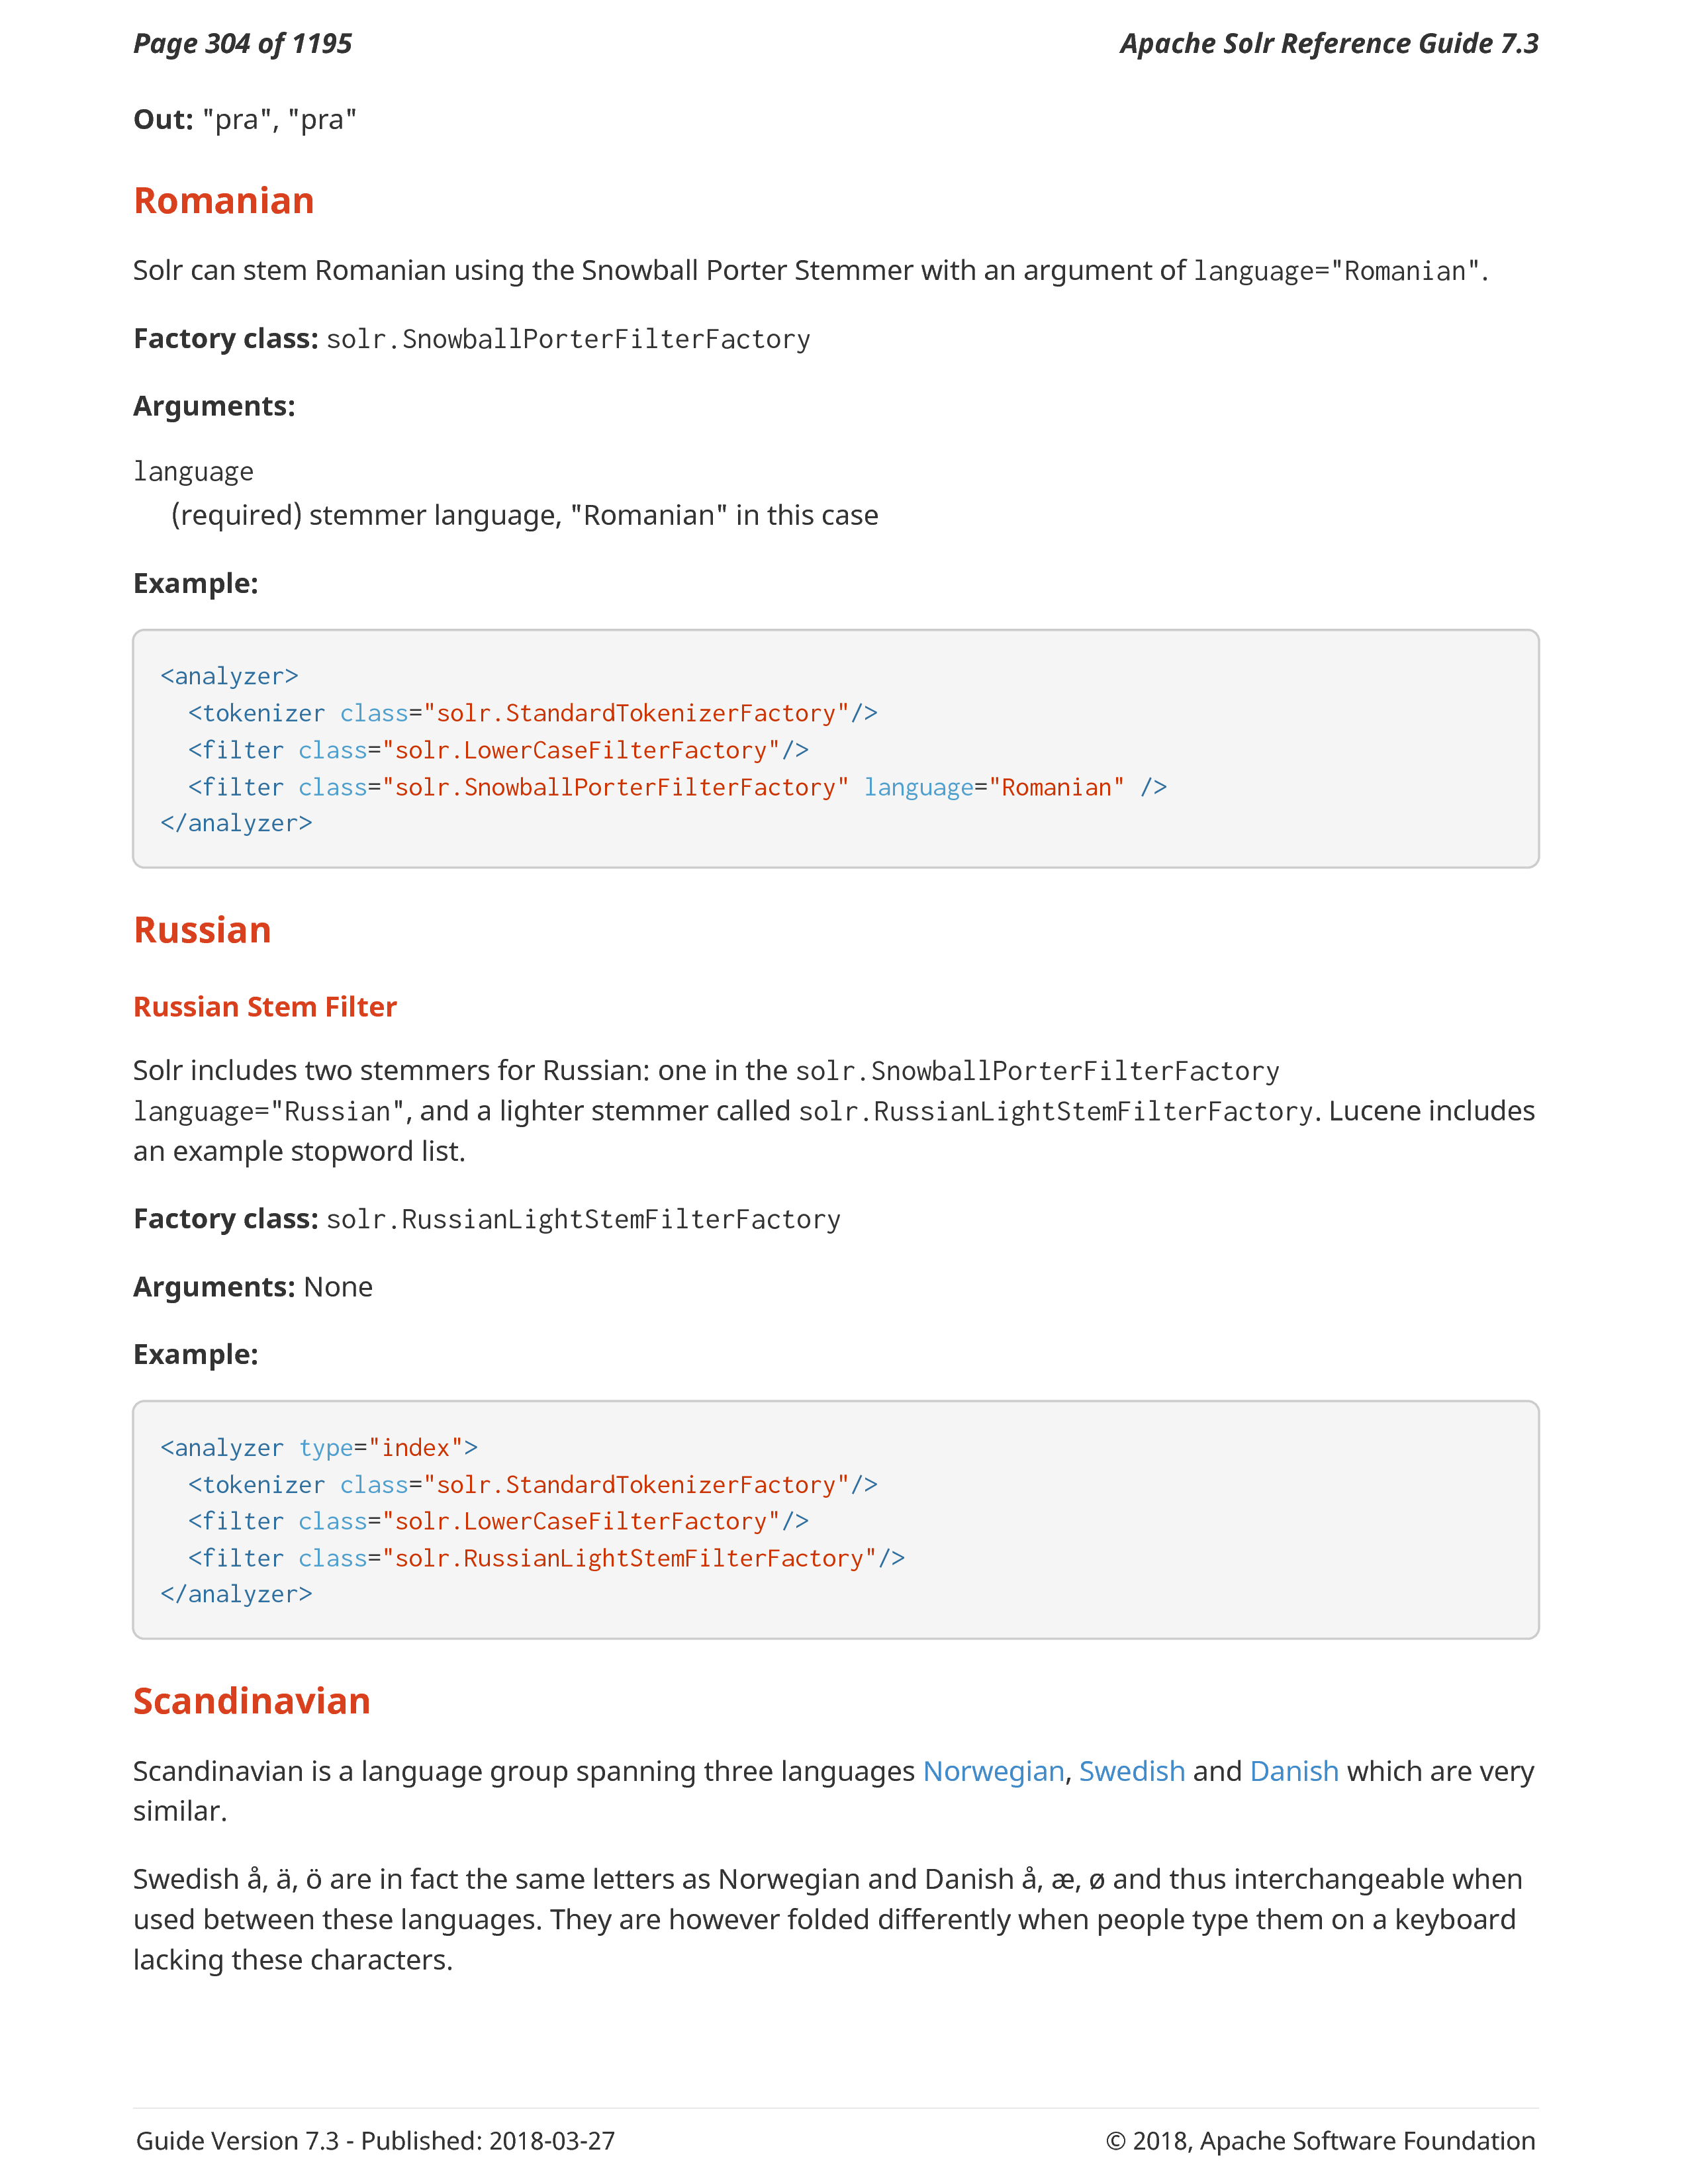 Page 304 of 1195
Apache Solr Reference Guide 7.3
Out: "pra", "pra"
Romanian
Solr can stem Romanian using the Snowball Porter Stemmer with an argument of language="Romanian".
Factory class: solr.SnowballPorterFilterFactory
Arguments:
language
(required) stemmer language, "Romanian" in this case
Example:
<analyzer>
  <tokenizer class="solr.StandardTokenizerFactory"/>
  <filter class="solr.LowerCaseFilterFactory"/>
  <filter class="solr.SnowballPorterFilterFactory" language="Romanian" />
</analyzer>
Russian
Russian Stem Filter
Solr includes two stemmers for Russian: one in the solr.SnowballPorterFilterFactory
language="Russian", and a lighter stemmer called solr.RussianLightStemFilterFactory. Lucene includes
an example stopword list.
Factory class: solr.RussianLightStemFilterFactory
Arguments: None
Example:
<analyzer type="index">
  <tokenizer class="solr.StandardTokenizerFactory"/>
  <filter class="solr.LowerCaseFilterFactory"/>
  <filter class="solr.RussianLightStemFilterFactory"/>
</analyzer>
Scandinavian
Scandinavian is a language group spanning three languages Norwegian, Swedish and Danish which are very
similar.
Swedish å, ä, ö are in fact the same letters as Norwegian and Danish å, æ, ø and thus interchangeable when
used between these languages. They are however folded differently when people type them on a keyboard
lacking these characters.
Guide Version 7.3 - Published: 2018-03-27
© 2018, Apache Software Foundation